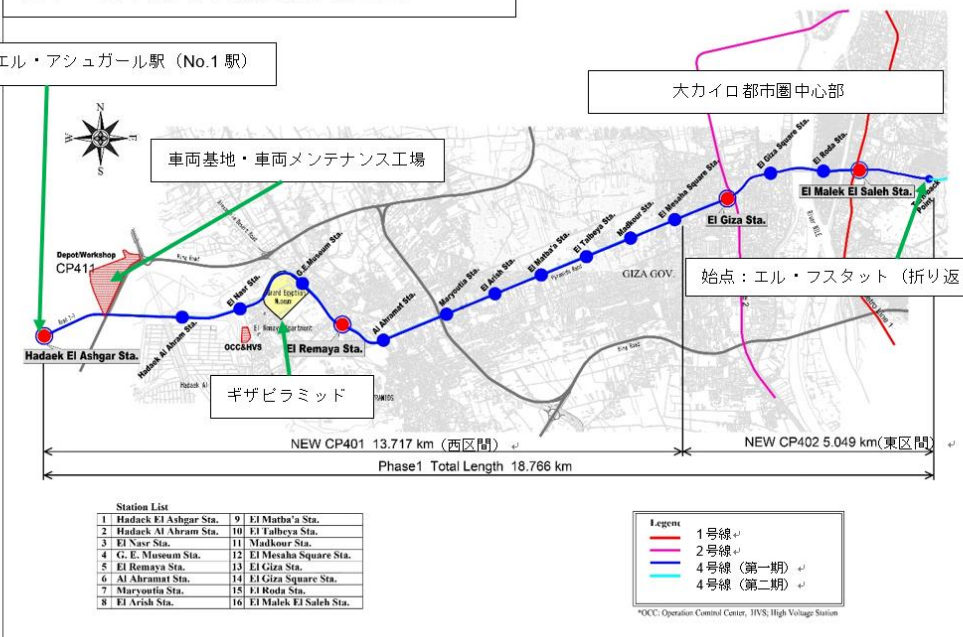 エル・アシュガール駅（No.1 駅）
大カイロ都市圏中心部
車両基地・車両メンテナンス工場
N
W
E
S
El Giza Square Sta.
El Roda Sta.
El Malek El Saleh Sta.
El Mesaha Square Sta.
El Giza Sta.
River NILE
Point
Depot/Workshop
CP411
Ring Road
Madkour Sta.
El Talbeya Sta.
El Matba'a Sta.
Pyramids Road
GIZA GOV.
始点：エル・フスタット（折り返
G.E.Museum Sta.
El Nasr Sta.
Maryoutia Sta.
El Arish Sta.
Al Ahramat Sta.
Hadaek El Ashgar Sta.
Hadaek Al Ahram Sta.
OCC&HVS
El Remaya Sta.
Ring Road
ギザピラミッド
NEW CP401 13.717 km（西区間）
NEW CP402 5.049 km(東区間)
Phase1 Total Length 18.766 km
Station List
1 Hadaek El Ashgar Sta. 9 El Matba'a Sta.
2 Hadaek Al Ahram Sta. 10 El Talbeya Sta.
3 El Nasr Sta. 11 Madkour Sta.
4 G. E. Museum Sta. 12 El Mesaha Square Sta.
5 El Remaya Sta. 13 El Giza Sta.
6 Al Ahramat Sta. 14 El Giza Square Sta.
7 Maryoutia Sta. 15 El Roda Sta.
8 El Arish Sta. 16 El Malek El Saleh Sta.
Legend
1号線
2号線
4号線（第一期）
4号線（第二期）
*OCC: Operation Control Center, HVS; High Voltage Station